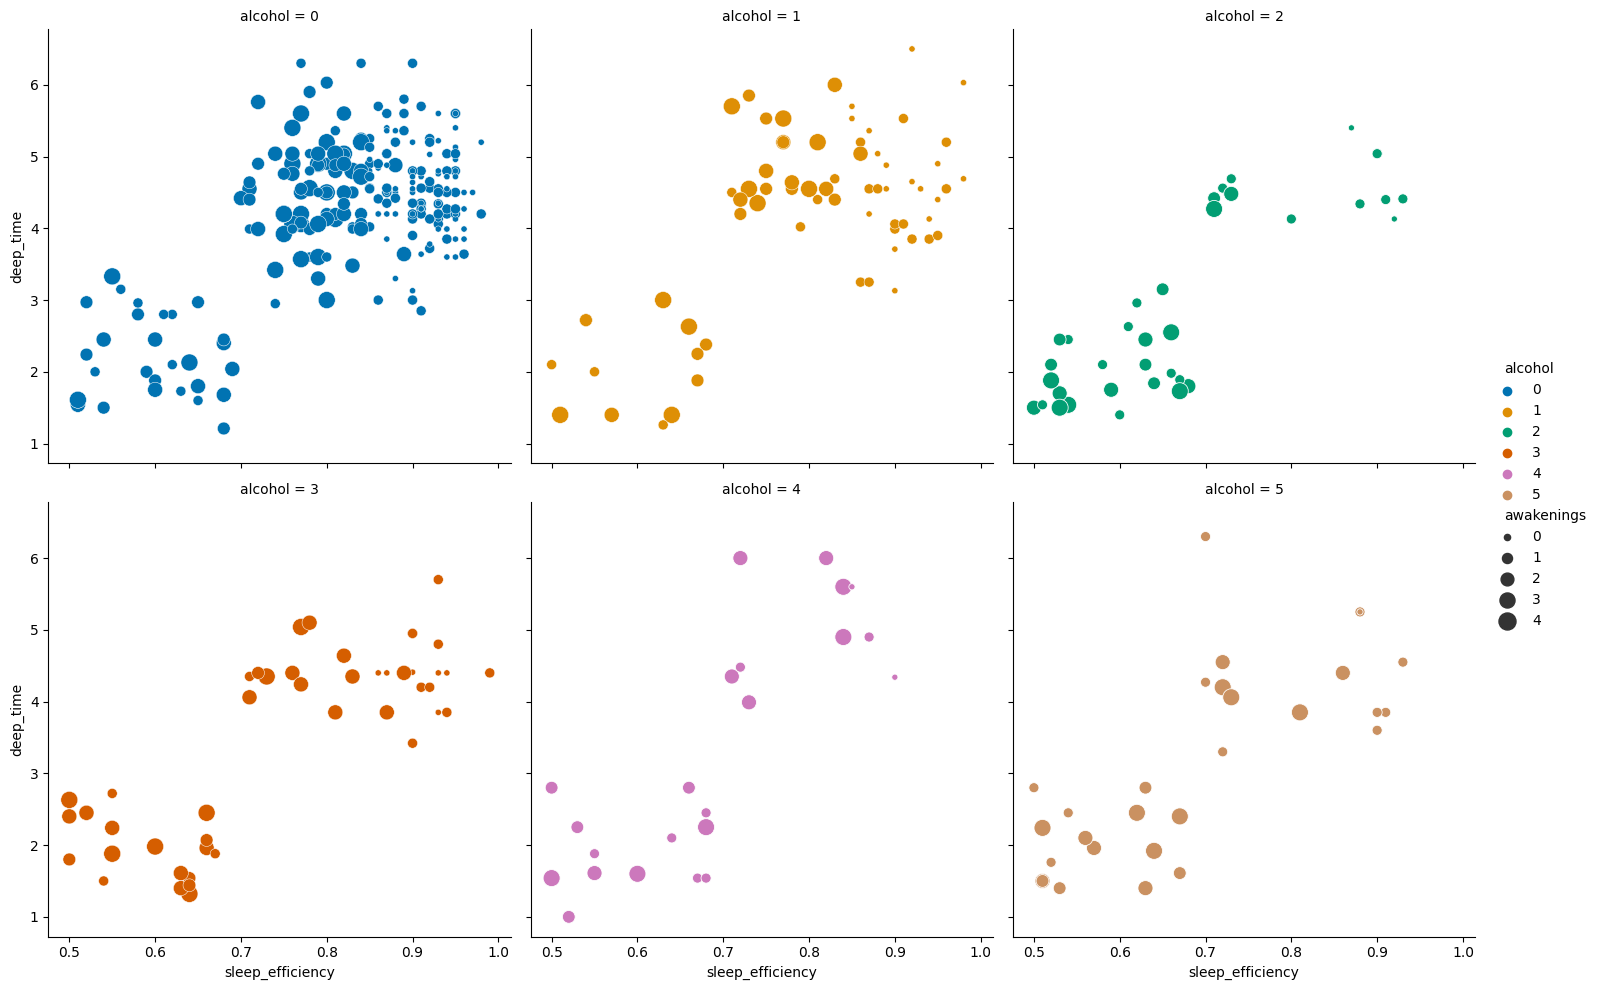 alcohol = 0
alcohol = 1
alcohol = 2
deep_time
6
5
4
3
2
1
alcohol = 3
alcohol = 4
alcohol = 5
deep_time
6
5
4
3
2
1
0.5 0.6 0.7 0.8 0.9 1.0
sleep_efficiency
0.5 0.6 0.7 0.8 0.9 1.0
sleep_efficiency
0.5 0.6 0.7 0.8 0.9 1.0
sleep_efficiency
alcohol
0
1
2
3
4
5
awakenings
0
1
2
3
4